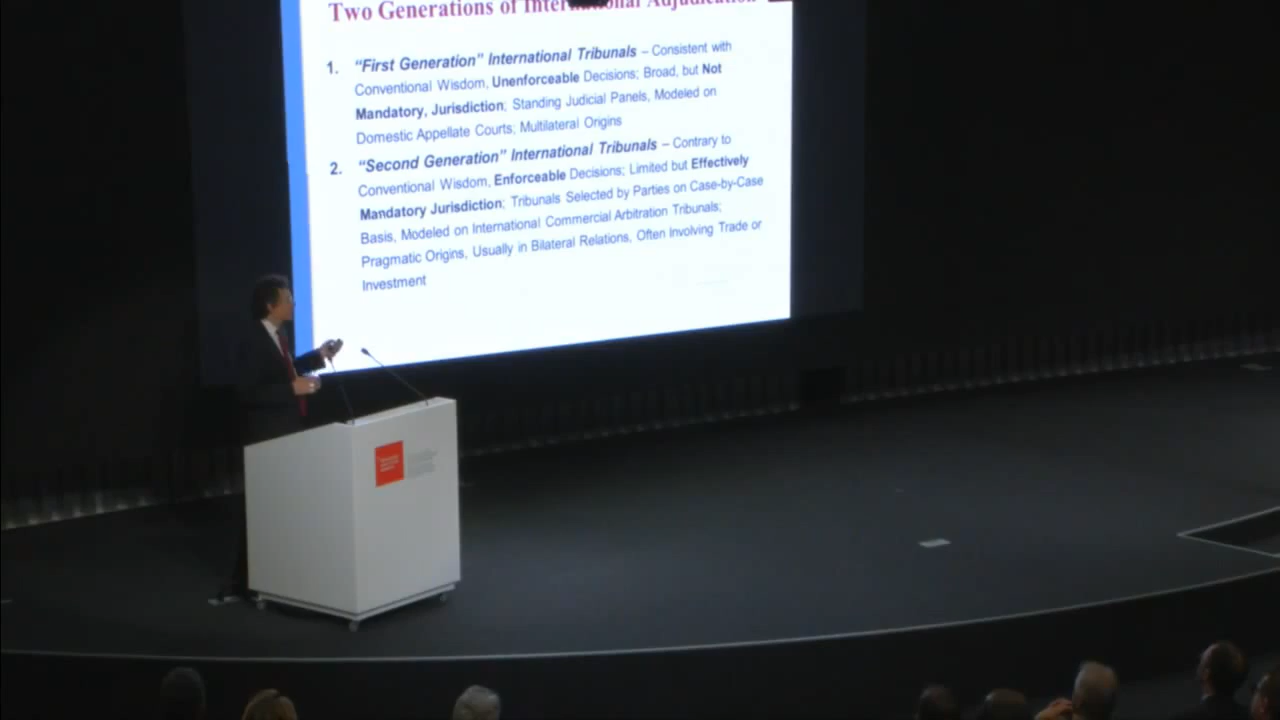 Two Generations of International Adjudication
1. “First Generation” International Tribunals – Consistent with
Conventional Wisdom, Unenforceable Decisions; Broad, but Not
Mandatory, Jurisdiction; Standing Judicial Panels, Modeled on
Domestic Appellate Courts; Multilateral Origins
2. “Second Generation” International Tribunals – Contrary to
Conventional Wisdom, Enforceable Decisions; Limited but Effectively
Mandatory Jurisdiction; Tribunals Selected by Parties on Case-by-Case
Basis, Modeled on International Commercial Arbitration Tribunals;
Pragmatic Origins, Usually in Bilateral Relations, Often Involving Trade or
Investment